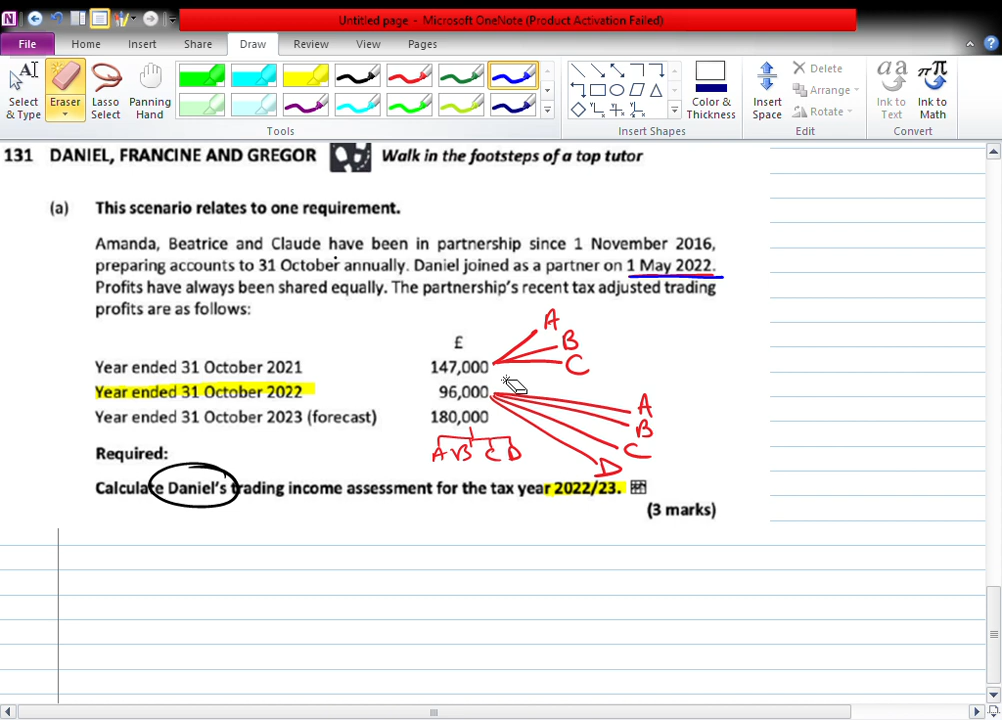 Untitled page - Microsoft OneNote (Product Activation Failed)
File Home Insert Share Draw Review View Pages
Select & Type Eraser Lasso Select Panning Hand Color & Thickness Insert Space Delete Arrange Rotate Ink to Text Ink to Math
Tools Insert Shapes Edit Convert
131 DANIEL, FRANCINE AND GREGOR Walk in the footsteps of a top tutor
(a) This scenario relates to one requirement.
Amanda, Beatrice and Claude have been in partnership since 1 November 2016,
preparing accounts to 31 October annually. Daniel joined as a partner on 1 May 2022.
Profits have always been shared equally. The partnership's recent tax adjusted trading
profits are as follows:
£
A
B
Year ended 31 October 2021 147,000 C
Year ended 31 October 2022 96,000 A
Year ended 31 October 2023 (forecast) 180,000 B
A B C D C
Required: D
Calculate Daniel's trading income assessment for the tax year 2022/23.
(3 marks)